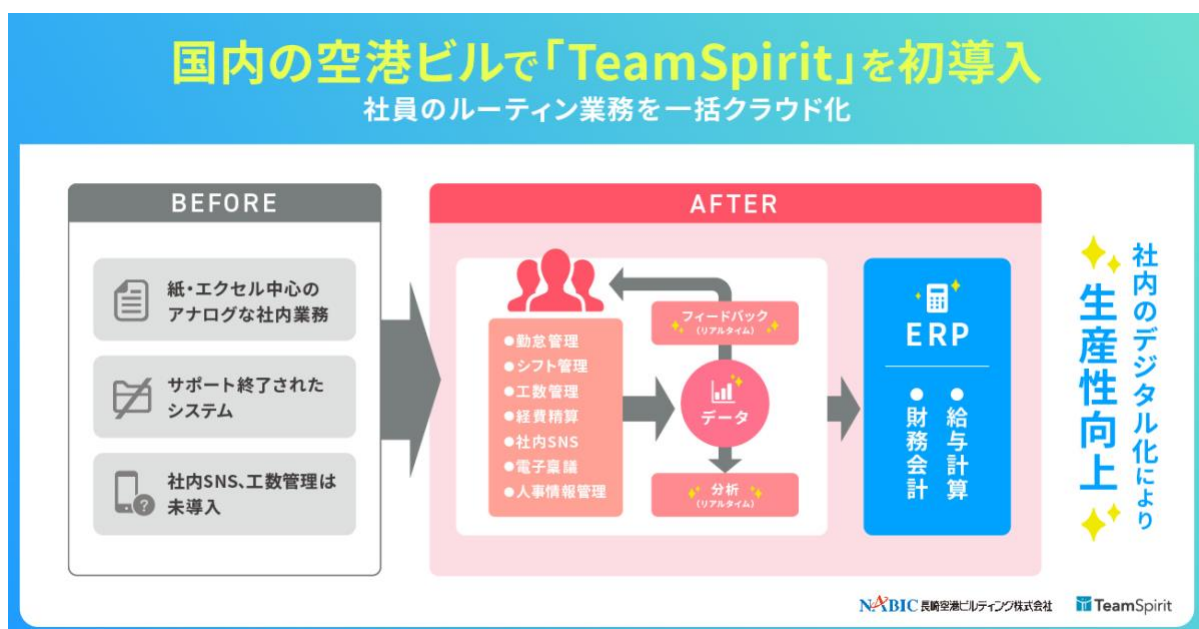 国内の空港ビルで「TeamSpirit」を初導入
社員のルーティン業務を一括クラウド化
BEFORE
紙・エクセル中心の
アナログな社内業務
サポート終了された
システム
?
社内SNS、工数管理は
未導入
AFTER
●勤怠管理
●シフト管理
●工数管理
●経費精算
●社内SNS
●電子稟議
●人事情報管理
フィードバック
(リアルタイム)
データ
分析
(リアルタイム)
ERP
●給与計算
●財務会計
社内のデジタル化により
生産性向上
NABIC 長崎空港ビルディング株式会社
TeamSpirit